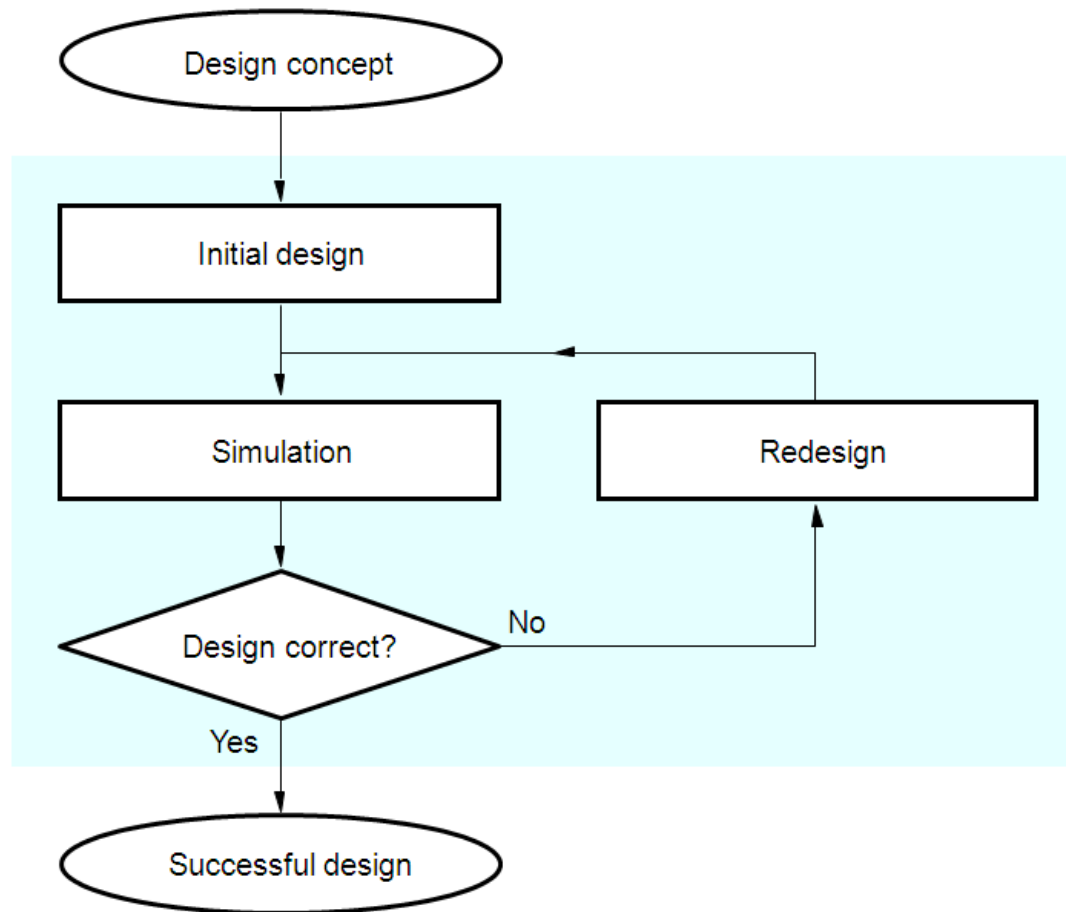 Design concept
Initial design
Simulation
Redesign
Design correct?
No
Yes
Successful design